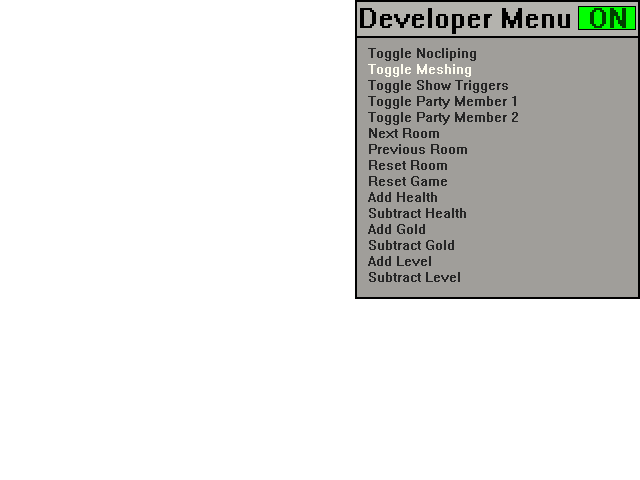 Developer Menu ON
Toggle Nocliping
Toggle Meshing
Toggle Show Triggers
Toggle Party Member 1
Toggle Party Member 2
Next Room
Previous Room
Reset Room
Reset Game
Add Health
Subtract Health
Add Gold
Subtract Gold
Add Level
Subtract Level